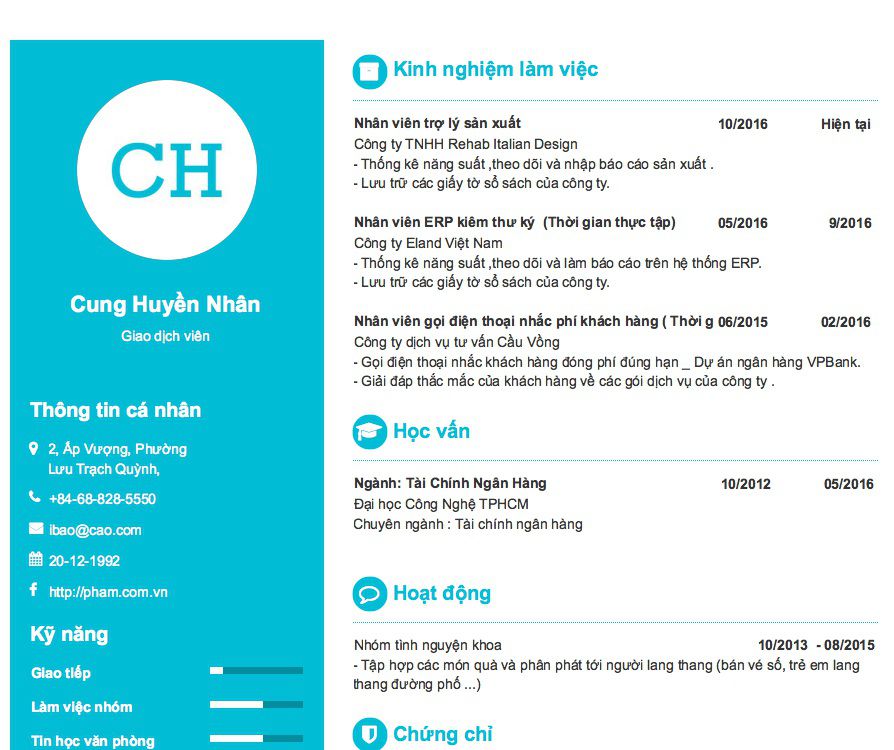 CH
Cung Huyền Nhân
Giao dịch viên
Thông tin cá nhân
2, Ấp Vượng, Phường
Lưu Trạch Quỳnh,
+84-68-828-5550
ibao@cao.com
20-12-1992
http://pham.com.vn
Kỹ năng
Giao tiếp
Làm việc nhóm
Tin học văn phòng
Kinh nghiệm làm việc
Nhân viên trợ lý sản xuất 10/2016 Hiện tại
Công ty TNHH Rehab Italian Design
- Thống kê năng suất ,theo dõi và nhập báo cáo sản xuất .
- Lưu trữ các giấy tờ sổ sách của công ty.
Nhân viên ERP kiêm thư ký (Thời gian thực tập) 05/2016 9/2016
Công ty Eland Việt Nam
- Thống kê năng suất ,theo dõi và làm báo cáo trên hệ thống ERP.
- Lưu trữ các giấy tờ sổ sách của công ty.
Nhân viên gọi điện thoại nhắc phí khách hàng ( Thời g 06/2015 02/2016
Công ty dịch vụ tư vấn Cầu Vồng
- Gọi điện thoại nhắc khách hàng đóng phí đúng hạn _ Dự án ngân hàng VPBank.
- Giải đáp thắc mắc của khách hàng về các gói dịch vụ của công ty .
Học vấn
Ngành: Tài Chính Ngân Hàng 10/2012 05/2016
Đại học Công Nghệ TPHCM
Chuyên ngành : Tài chính ngân hàng
Hoạt động
Nhóm tình nguyện khoa 10/2013 - 08/2015
- Tập hợp các món quà và phân phát tới người lang thang (bán vé số, trẻ em lang
thang đường phố ...)
Chứng chỉ